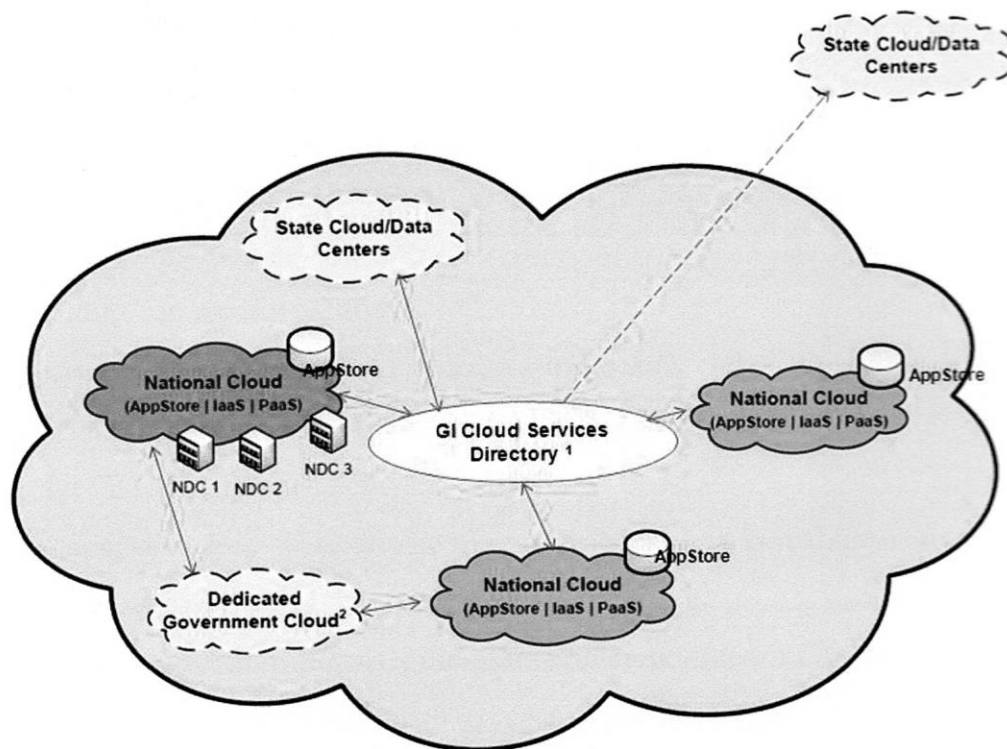 State Cloud/Data
Centers
State Cloud/Data
Centers
AppStore
National Cloud
(AppStore | IaaS | PaaS)
NDC 1
NDC 2
NDC 3
GI Cloud Services
Directory 1
AppStore
National Cloud
(AppStore | IaaS | PaaS)
AppStore
National Cloud
(AppStore | IaaS | PaaS)
Dedicated
Government Cloud2